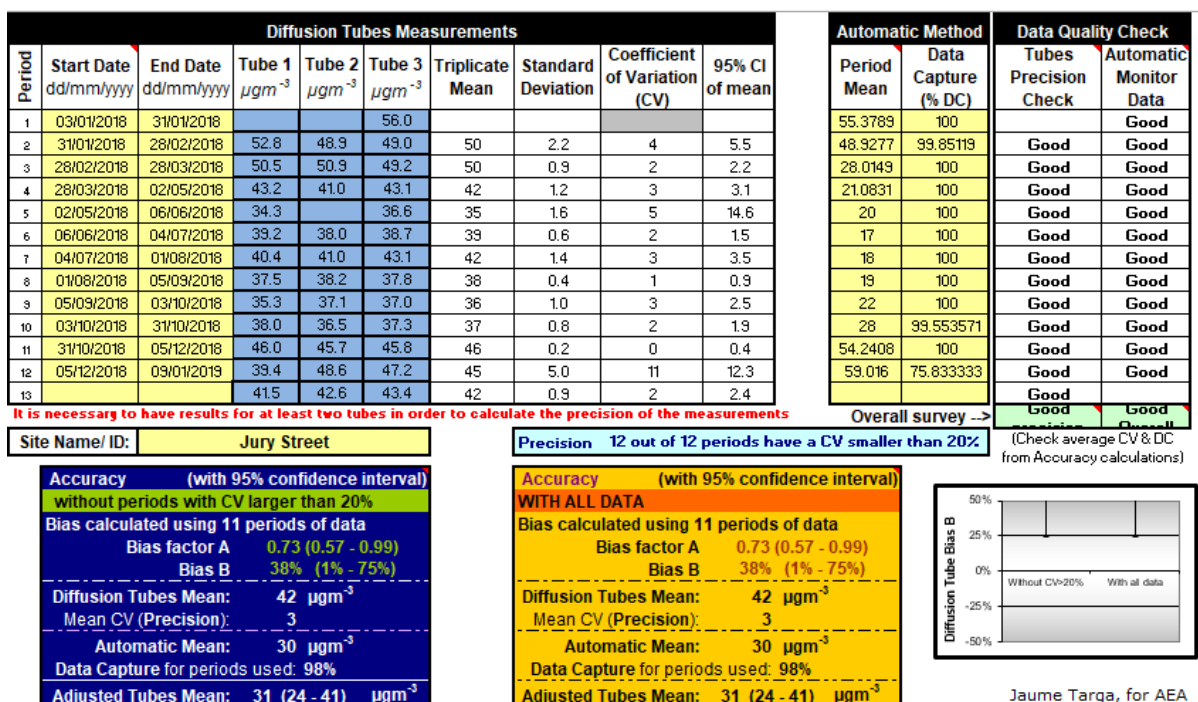 Diffusion Tubes Measurements
Automatic Method
Data Quality Check
Period Start Date dd/mm/yyyy End Date dd/mm/yyyy Tube 1 µgm-3 Tube 2 µgm-3 Tube 3 µgm-3 Triplicate Mean Standard Deviation Coefficient of Variation (CV) 95% CI of mean Period Mean Data Capture (% DC) Tubes Precision Check Automatic Monitor Data
1 03/01/2018 31/01/2018 56.0 55.3789 100 Good
2 31/01/2018 28/02/2018 52.8 48.9 49.0 50 2.2 4 5.5 48.9277 99.85119 Good Good
3 28/02/2018 28/03/2018 50.5 50.9 49.2 50 0.9 2 2.2 28.0149 100 Good Good
4 28/03/2018 02/05/2018 43.2 41.0 43.1 42 1.2 3 3.1 21.0831 100 Good Good
5 02/05/2018 06/06/2018 34.3 36.6 35 1.6 5 14.6 20 100 Good Good
6 06/06/2018 04/07/2018 39.2 38.0 38.7 39 0.6 2 1.5 17 100 Good Good
7 04/07/2018 01/08/2018 40.4 41.0 43.1 42 1.4 3 3.5 18 100 Good Good
8 01/08/2018 05/09/2018 37.5 38.2 37.8 38 0.4 1 0.9 19 100 Good Good
9 05/09/2018 03/10/2018 35.3 37.1 37.0 36 1.0 3 2.5 22 100 Good Good
10 03/10/2018 31/10/2018 38.0 36.5 37.3 37 0.8 2 1.9 28 99.553571 Good Good
11 31/10/2018 05/12/2018 46.0 45.7 45.8 46 0.2 0 0.4 54.2408 100 Good Good
12 05/12/2018 09/01/2019 39.4 48.6 47.2 45 5.0 11 12.3 59.016 75.833333 Good Good
13 41.5 42.6 43.4 42 0.9 2 2.4 Good
It is necessary to have results for at least two tubes in order to calculate the precision of the measurements
Overall survey --> Good Good
Site Name/ ID: Jury Street
Precision 12 out of 12 periods have a CV smaller than 20%
(Check average CV & DC
from Accuracy calculations)
Accuracy (with 95% confidence interval)
without periods with CV larger than 20%
Bias calculated using 11 periods of data
Bias factor A 0.73 (0.57 - 0.99)
Bias B 38% (1% - 75%)
Diffusion Tubes Mean: 42 µgm-3
Mean CV (Precision): 3
Automatic Mean: 30 µgm-3
Data Capture for periods used: 98%
Adjusted Tubes Mean: 31 (24 - 41) µgm-3
Accuracy (with 95% confidence interval)
WITH ALL DATA
Bias calculated using 11 periods of data
Bias factor A 0.73 (0.57 - 0.99)
Bias B 38% (1% - 75%)
Diffusion Tubes Mean: 42 µgm-3
Mean CV (Precision): 3
Automatic Mean: 30 µgm-3
Data Capture for periods used: 98%
Adjusted Tubes Mean: 31 (24 - 41) µgm-3
Diffusion Tube Bias B
50%
25%
0%
-25%
-50%
Without CV>20% With all data
Jaume Targa, for AEA